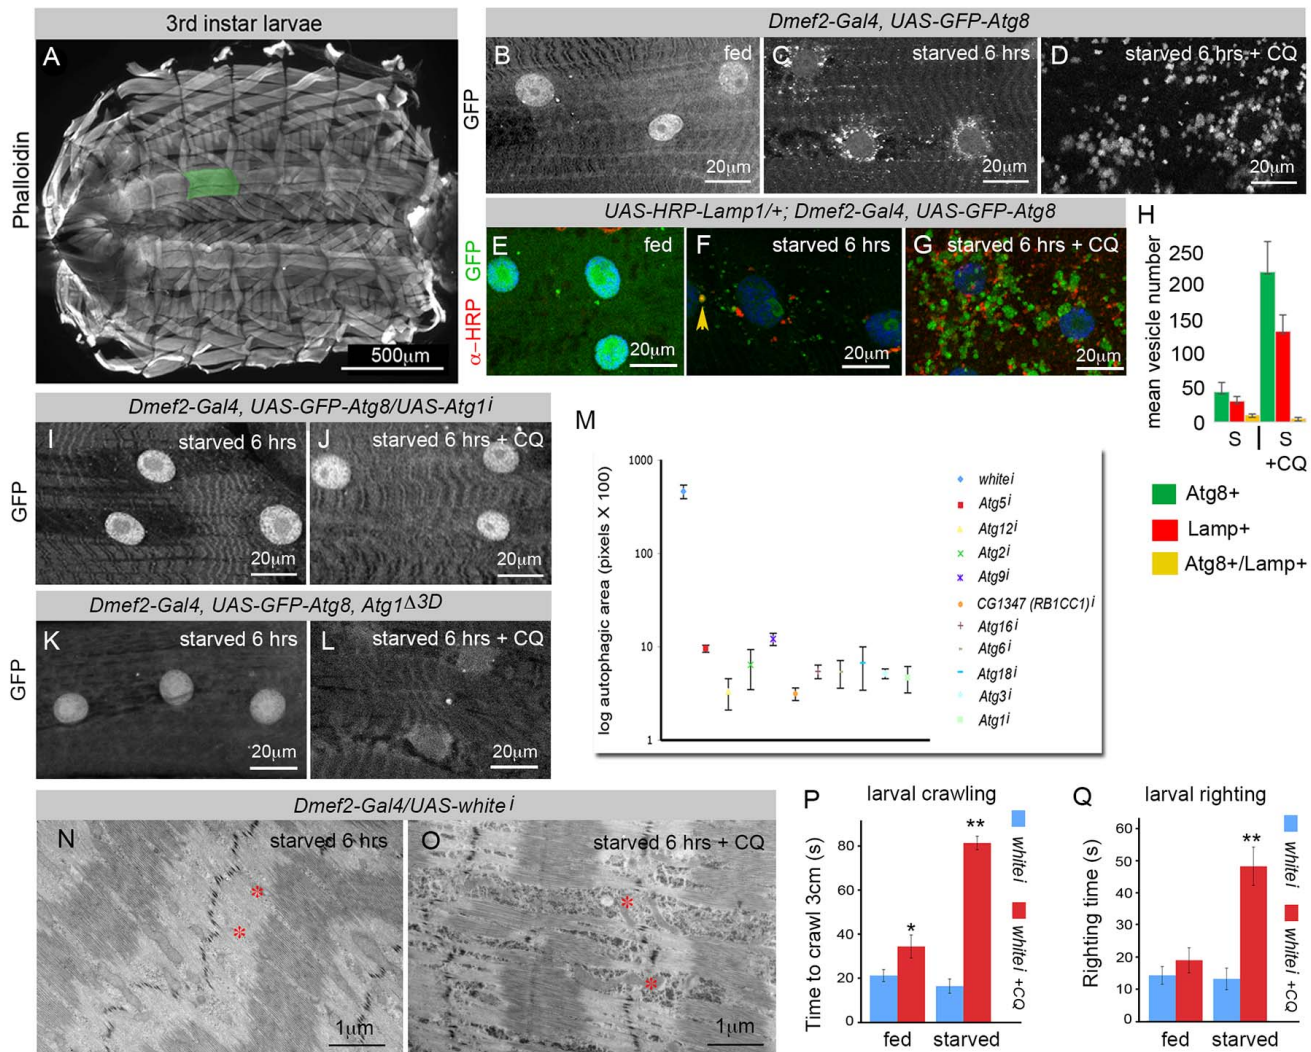 3rd instar larvae
A
Phalloidin
500µm
Dmef2-Gal4, UAS-GFP-Atg8
GFP
B
fed
20µm
C
starved 6 hrs
20µm
D
starved 6 hrs + CQ
20µm
UAS-HRP-Lamp1/+; Dmef2-Gal4, UAS-GFP-Atg8
α-HRP GFP
E
fed
20µm
F
starved 6 hrs
20µm
G
starved 6 hrs + CQ
20µm
H
mean vesicle number
250
200
150
100
50
0
S
S
+CQ
Atg8+
Lamp+
Atg8+/Lamp+
Dmef2-Gal4, UAS-GFP-Atg8/UAS-Atg1i
GFP
I
starved 6 hrs
20µm
J
starved 6 hrs + CQ
20µm
Dmef2-Gal4, UAS-GFP-Atg8, Atg1Δ3D
GFP
K
starved 6 hrs
20µm
L
starved 6 hrs + CQ
20µm
M
log autophagic area (pixels X 100)
1000
100
10
1
whitei
Atg5i
Atg12i
Atg2i
Atg9i
CG1347 (RB1CC1)i
Atg16i
Atg6i
Atg18i
Atg3i
Atg1i
Dmef2-Gal4/UAS-whitei
N
starved 6 hrs
*
*
1µm
O
starved 6 hrs + CQ
*
*
1µm
P
larval crawling
Time to crawl 3cm (s)
80
60
40
20
0
*
**
fed
starved
whitei
whitei +CQ
Q
larval righting
Righting time (s)
60
50
40
30
20
10
0
**
fed
starved
whitei
whitei +CQ